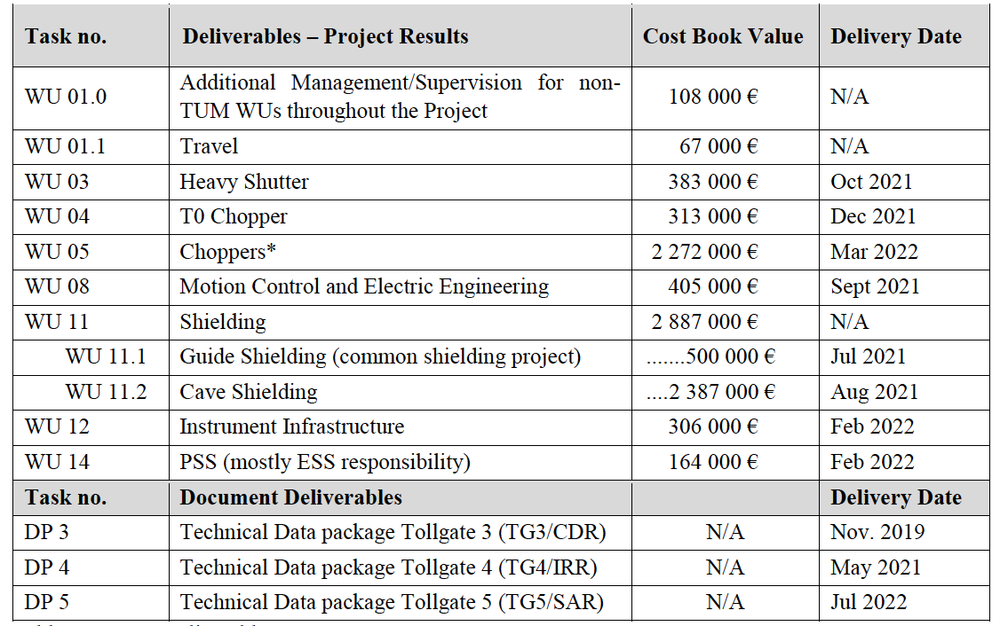 Task no. Deliverables – Project Results Cost Book Value Delivery Date
WU 01.0 Additional Management/Supervision for non-
TUM WUs throughout the Project 108 000 € N/A
WU 01.1 Travel 67 000 € N/A
WU 03 Heavy Shutter 383 000 € Oct 2021
WU 04 T0 Chopper 313 000 € Dec 2021
WU 05 Choppers* 2 272 000 € Mar 2022
WU 08 Motion Control and Electric Engineering 405 000 € Sept 2021
WU 11 Shielding 2 887 000 € N/A
WU 11.1 Guide Shielding (common shielding project) .......500 000 € Jul 2021
WU 11.2 Cave Shielding ....2 387 000 € Aug 2021
WU 12 Instrument Infrastructure 306 000 € Feb 2022
WU 14 PSS (mostly ESS responsibility) 164 000 € Feb 2022
Task no. Document Deliverables Delivery Date
DP 3 Technical Data package Tollgate 3 (TG3/CDR) N/A Nov. 2019
DP 4 Technical Data package Tollgate 4 (TG4/IRR) N/A May 2021
DP 5 Technical Data package Tollgate 5 (TG5/SAR) N/A Jul 2022